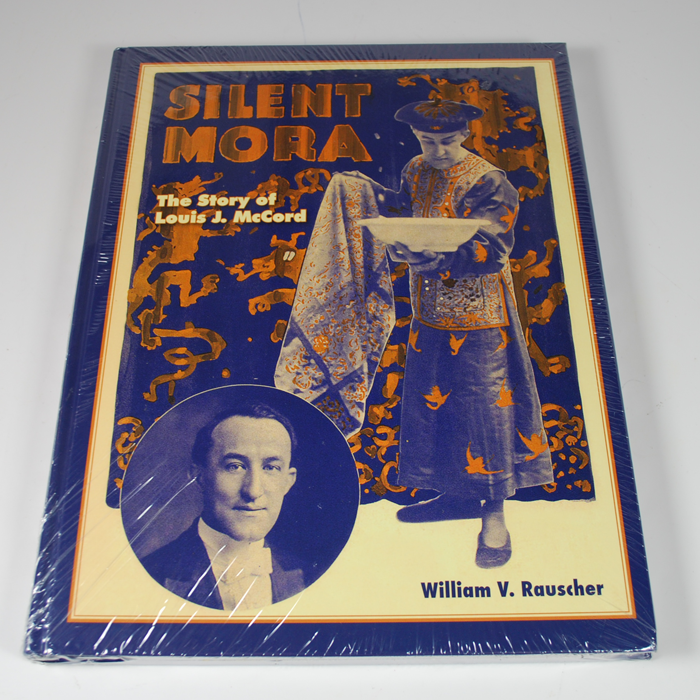 SILENT
MORA
The Story of
Louis J. McCord
William V. Rauscher